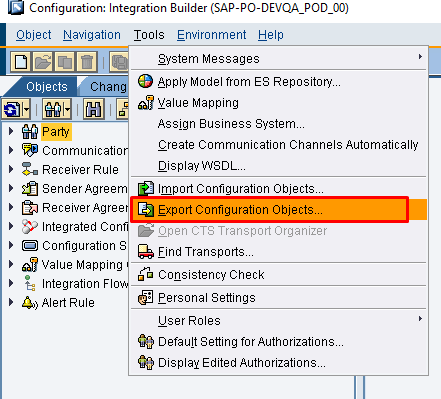 Configuration: Integration Builder (SAP-PO-DEVQA_POD_00)
Object Navigation Tools Environment Help
Objects Chang
Party
Communication
Receiver Rule
Sender Agreem
Receiver Agree
Integrated Confi
Configuration S
Value Mapping
Integration Flow
Alert Rule
System Messages
Apply Model from ES Repository...
Value Mapping
Assign Business System...
Create Communication Channels Automatically
Display WSDL...
Import Configuration Objects...
Export Configuration Objects...
Open CTS Transport Organizer
Find Transports...
Consistency Check
Personal Settings
User Roles
Default Setting for Authorizations...
Display Edited Authorizations...